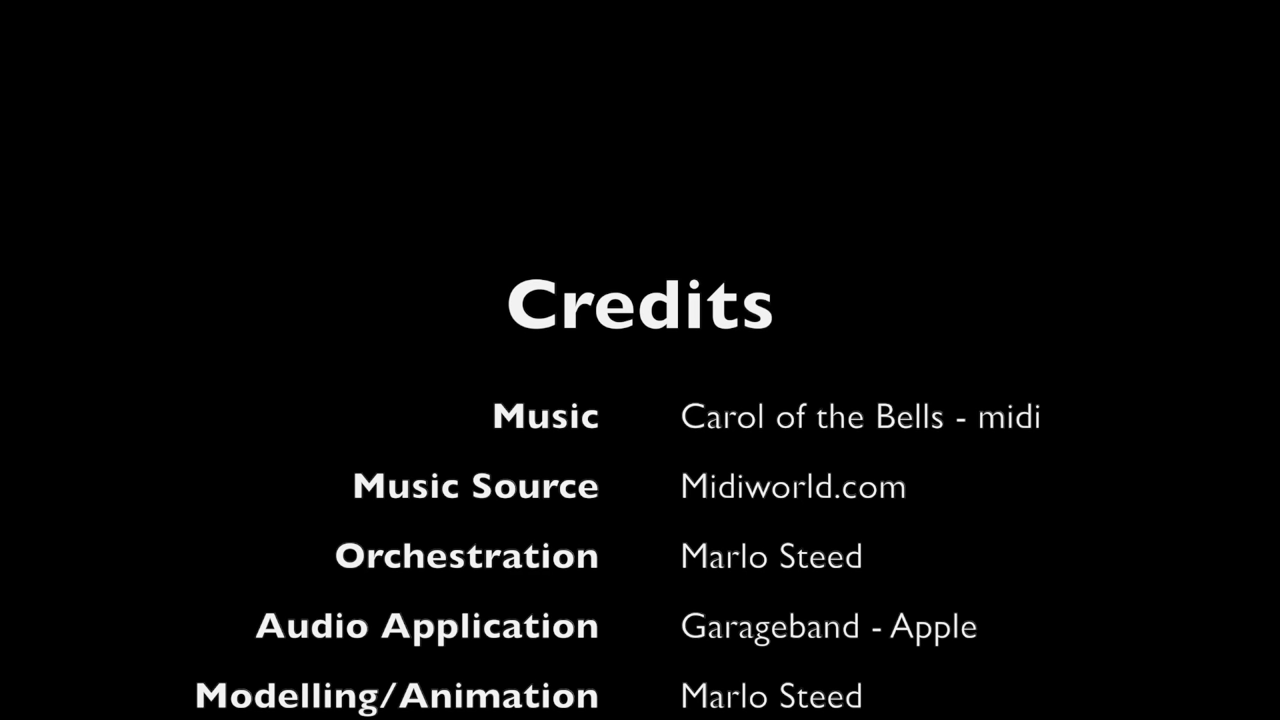 Credits
Music Carol of the Bells - midi
Music Source Midiworld.com
Orchestration Marlo Steed
Audio Application Garageband - Apple
Modelling/Animation Marlo Steed